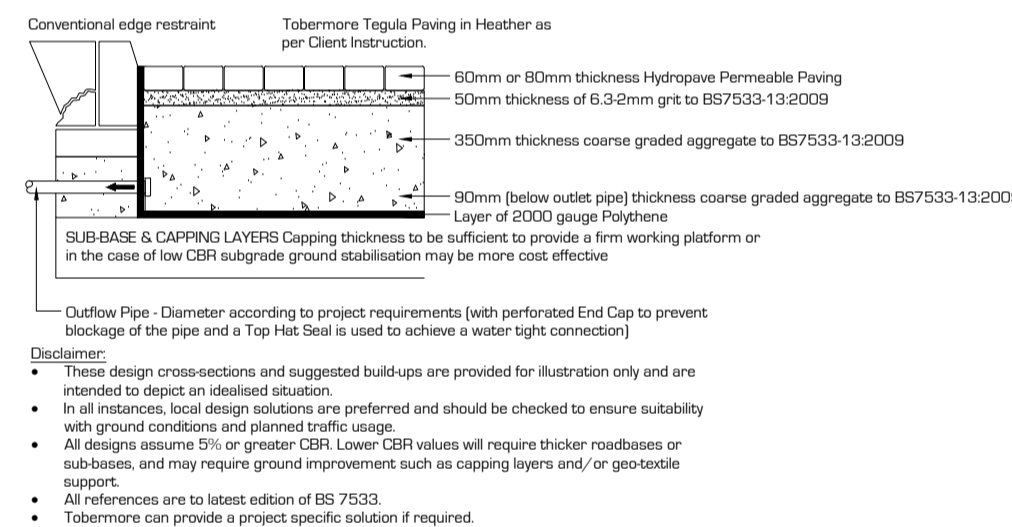 Conventional edge restraint
Tobermore Tegula Paving in Heather as
per Client Instruction.
60mm or 80mm thickness Hydropave Permeable Paving
50mm thickness of 6.3-2mm grit to BS7533-13:2009
350mm thickness coarse graded aggregate to BS7533-13:2009
90mm (below outlet pipe) thickness coarse graded aggregate to BS7533-13:200
Layer of 2000 gauge Polythene
SUB-BASE & CAPPING LAYERS Capping thickness to be sufficient to provide a firm working platform or
in the case of low CBR subgrade ground stabilisation may be more cost effective
Outflow Pipe - Diameter according to project requirements (with perforated End Cap to prevent
blockage of the pipe and a Top Hat Seal is used to achieve a water tight connection)
Disclaimer:
• These design cross-sections and suggested build-ups are provided for illustration only and are
intended to depict an idealised situation.
• In all instances, local design solutions are preferred and should be checked to ensure suitability
with ground conditions and planned traffic usage.
• All designs assume 5% or greater CBR. Lower CBR values will require thicker roadbases or
sub-bases, and may require ground improvement such as capping layers and/or geo-textile
support.
• All references are to latest edition of BS 7533.
• Tobermore can provide a project specific solution if required.